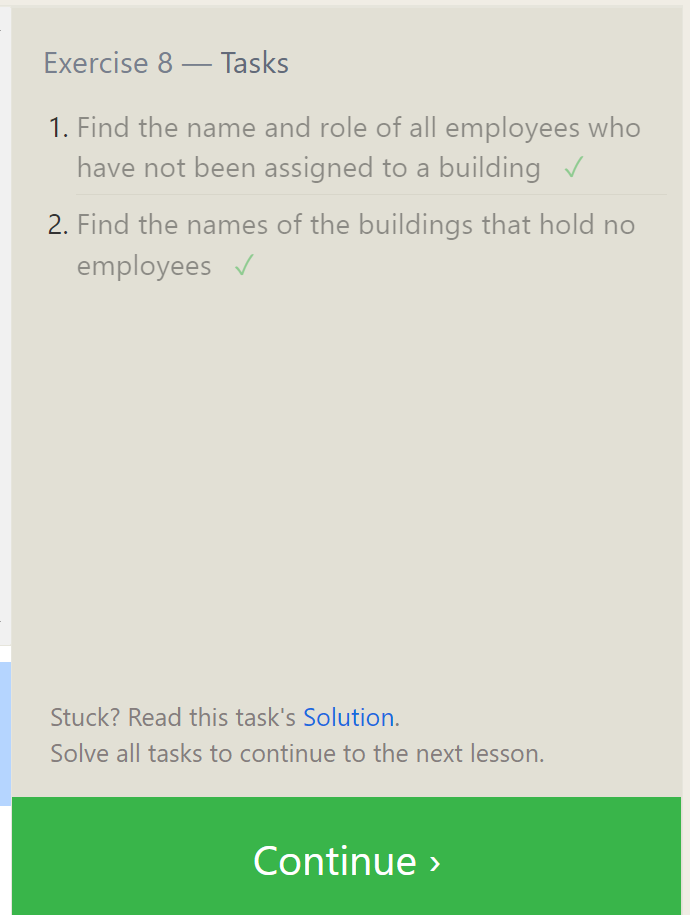 Exercise 8 — Tasks
1. Find the name and role of all employees who
have not been assigned to a building ✓
2. Find the names of the buildings that hold no
employees ✓
Stuck? Read this task's Solution.
Solve all tasks to continue to the next lesson.
Continue ›